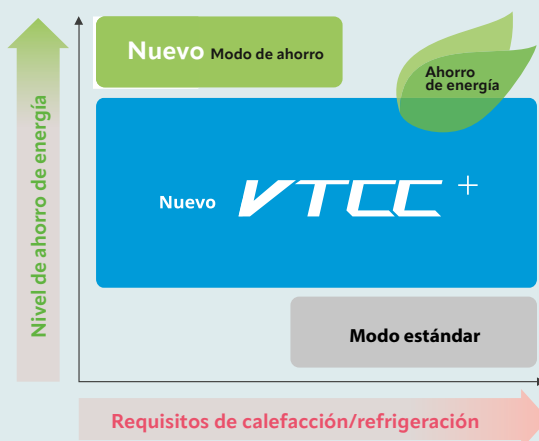 Nuevo Modo de ahorro
Ahorro
de energía
Nivel de ahorro de energía
Nuevo VTCC+
Modo estándar
Requisitos de calefacción/refrigeración